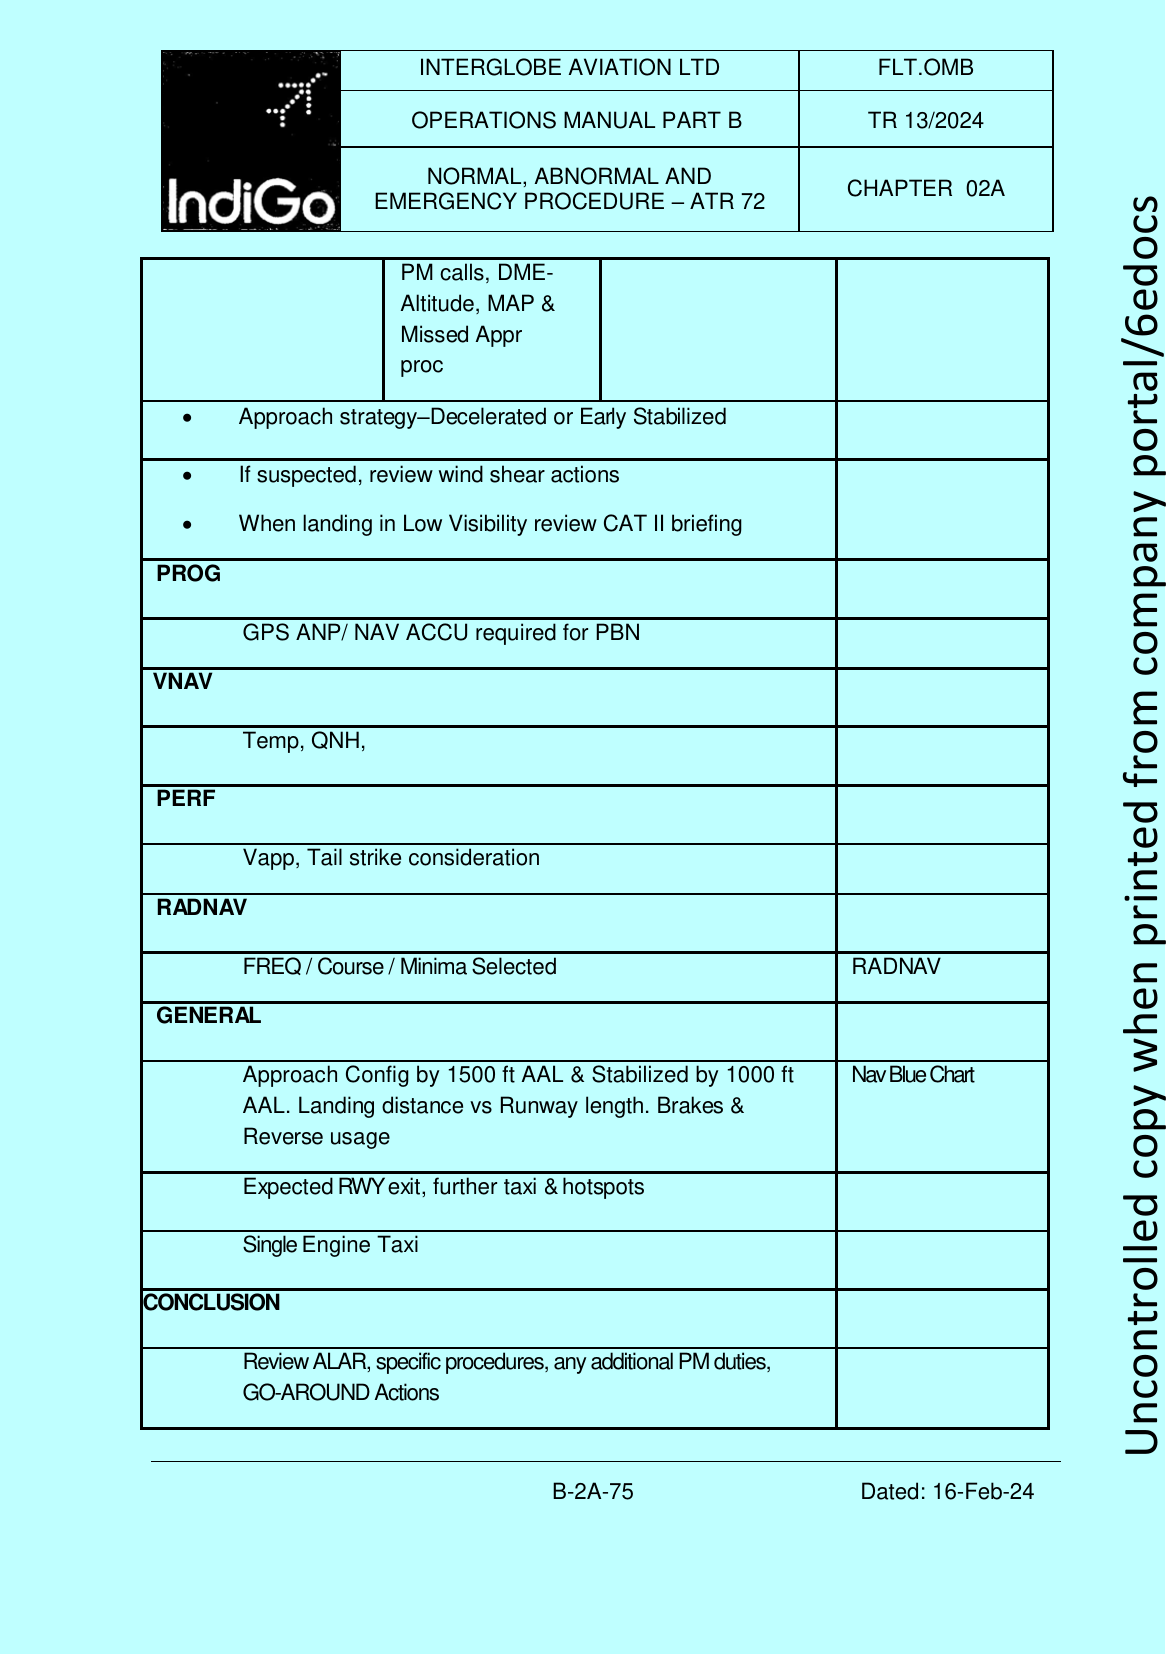 IndiGo
INTERGLOBE AVIATION LTD
FLT.OMB
OPERATIONS MANUAL PART B
TR 13/2024
NORMAL, ABNORMAL AND
EMERGENCY PROCEDURE – ATR 72
CHAPTER 02A
PM calls, DME-
Altitude, MAP &
Missed Appr
proc
• Approach strategy–Decelerated or Early Stabilized
• If suspected, review wind shear actions
• When landing in Low Visibility review CAT II briefing
PROG
GPS ANP/ NAV ACCU required for PBN
VNAV
Temp, QNH,
PERF
Vapp, Tail strike consideration
RADNAV
FREQ / Course / Minima Selected
RADNAV
GENERAL
Approach Config by 1500 ft AAL & Stabilized by 1000 ft
AAL. Landing distance vs Runway length. Brakes &
Reverse usage
Nav Blue Chart
Expected RWY exit, further taxi & hotspots
Single Engine Taxi
CONCLUSION
Review ALAR, specific procedures, any additional PM duties,
GO-AROUND Actions
B-2A-75
Dated: 16-Feb-24
Uncontrolled copy when printed from company portal/6edocs